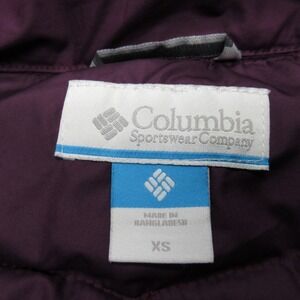 Columbia
Sportswear Company
MADE IN
BANGLADESH
XS